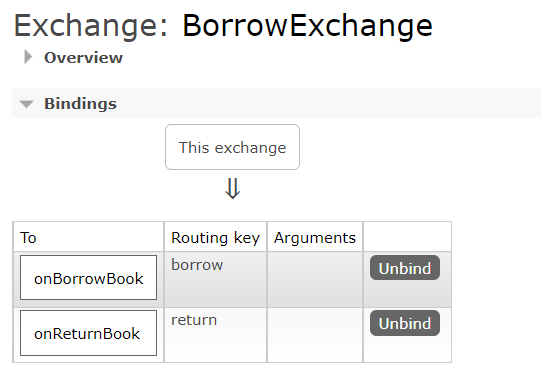 Exchange: BorrowExchange
Overview
Bindings
This exchange
⇓
To Routing key Arguments
onBorrowBook borrow Unbind
onReturnBook return Unbind